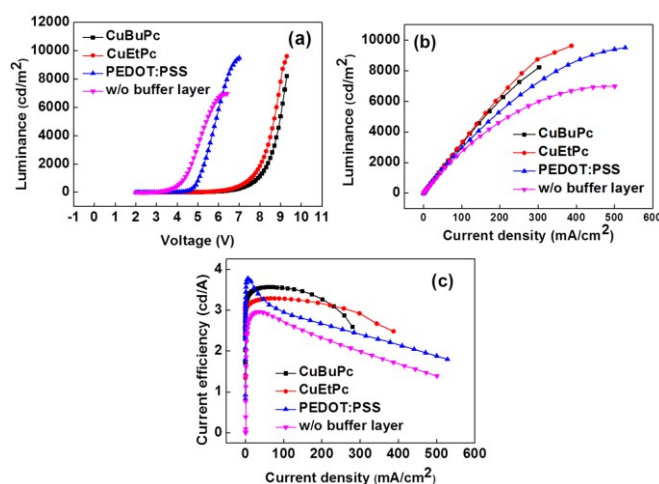 (a)
CuBuPc
CuEtPc
PEDOT:PSS
w/o buffer layer
Luminance (cd/m²)
12000
10000
8000
6000
4000
2000
0
-1 0 1 2 3 4 5 6 7 8 9 10 11
Voltage (V)
(b)
CuBuPc
CuEtPc
PEDOT:PSS
w/o buffer layer
Luminance (cd/m²)
10000
8000
6000
4000
2000
0
0 100 200 300 400 500 600
Current density (mA/cm²)
(c)
CuBuPc
CuEtPc
PEDOT:PSS
w/o buffer layer
Current efficiency (cd/A)
4
3
2
1
0
0 100 200 300 400 500 600
Current density (mA/cm²)